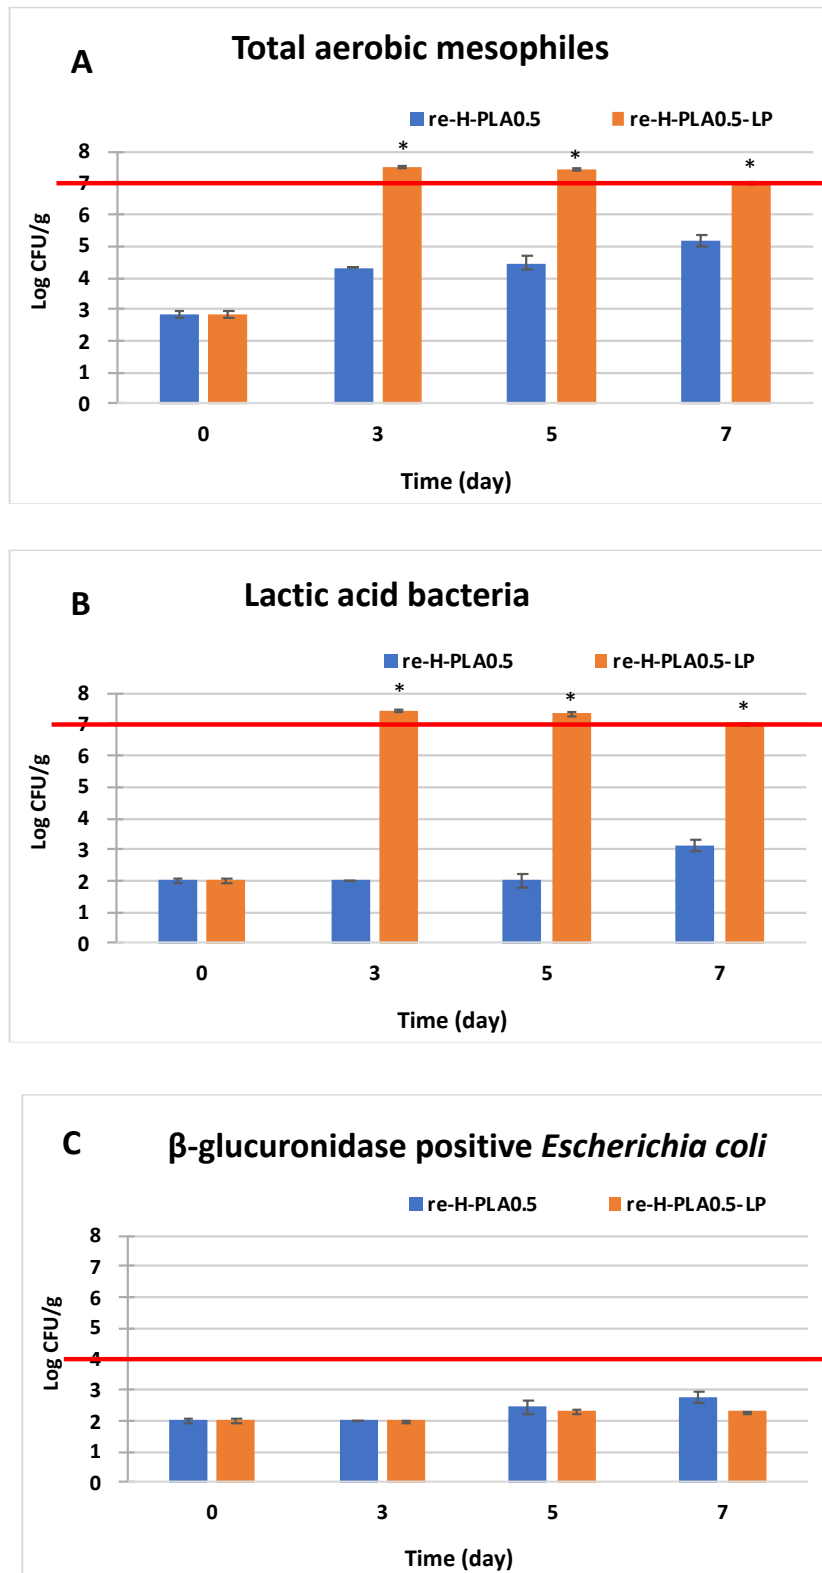 A Total aerobic mesophiles
re-H-PLA0.5 re-H-PLA0.5-LP
8
7
6
5
4
3
2
1
0
Log CFU/g
* * *
0 3 5 7
Time (day)
B Lactic acid bacteria
re-H-PLA0.5 re-H-PLA0.5-LP
8
7
6
5
4
3
2
1
0
Log CFU/g
* * *
0 3 5 7
Time (day)
C β-glucuronidase positive Escherichia coli
re-H-PLA0.5 re-H-PLA0.5-LP
8
7
6
5
4
3
2
1
0
Log CFU/g
0 3 5 7
Time (day)